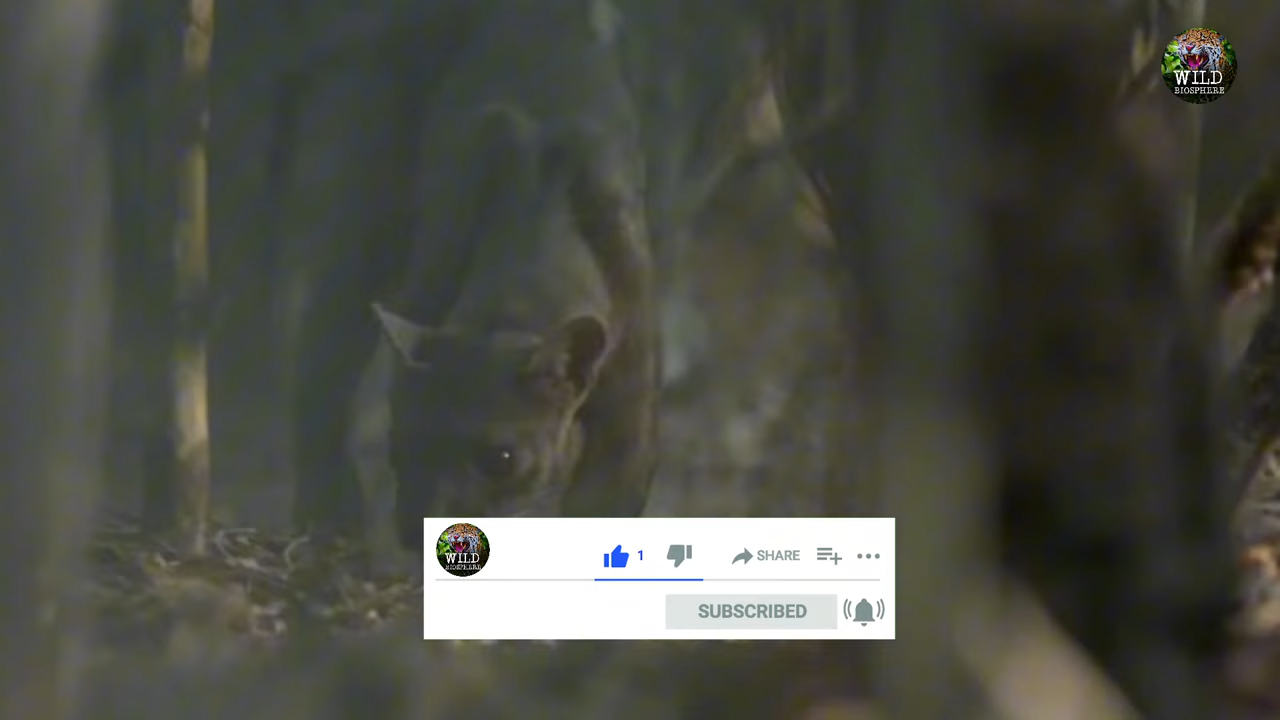 WILD
BIOSPHERE
WILD
BIOSPHERE
1
SHARE
SUBSCRIBED